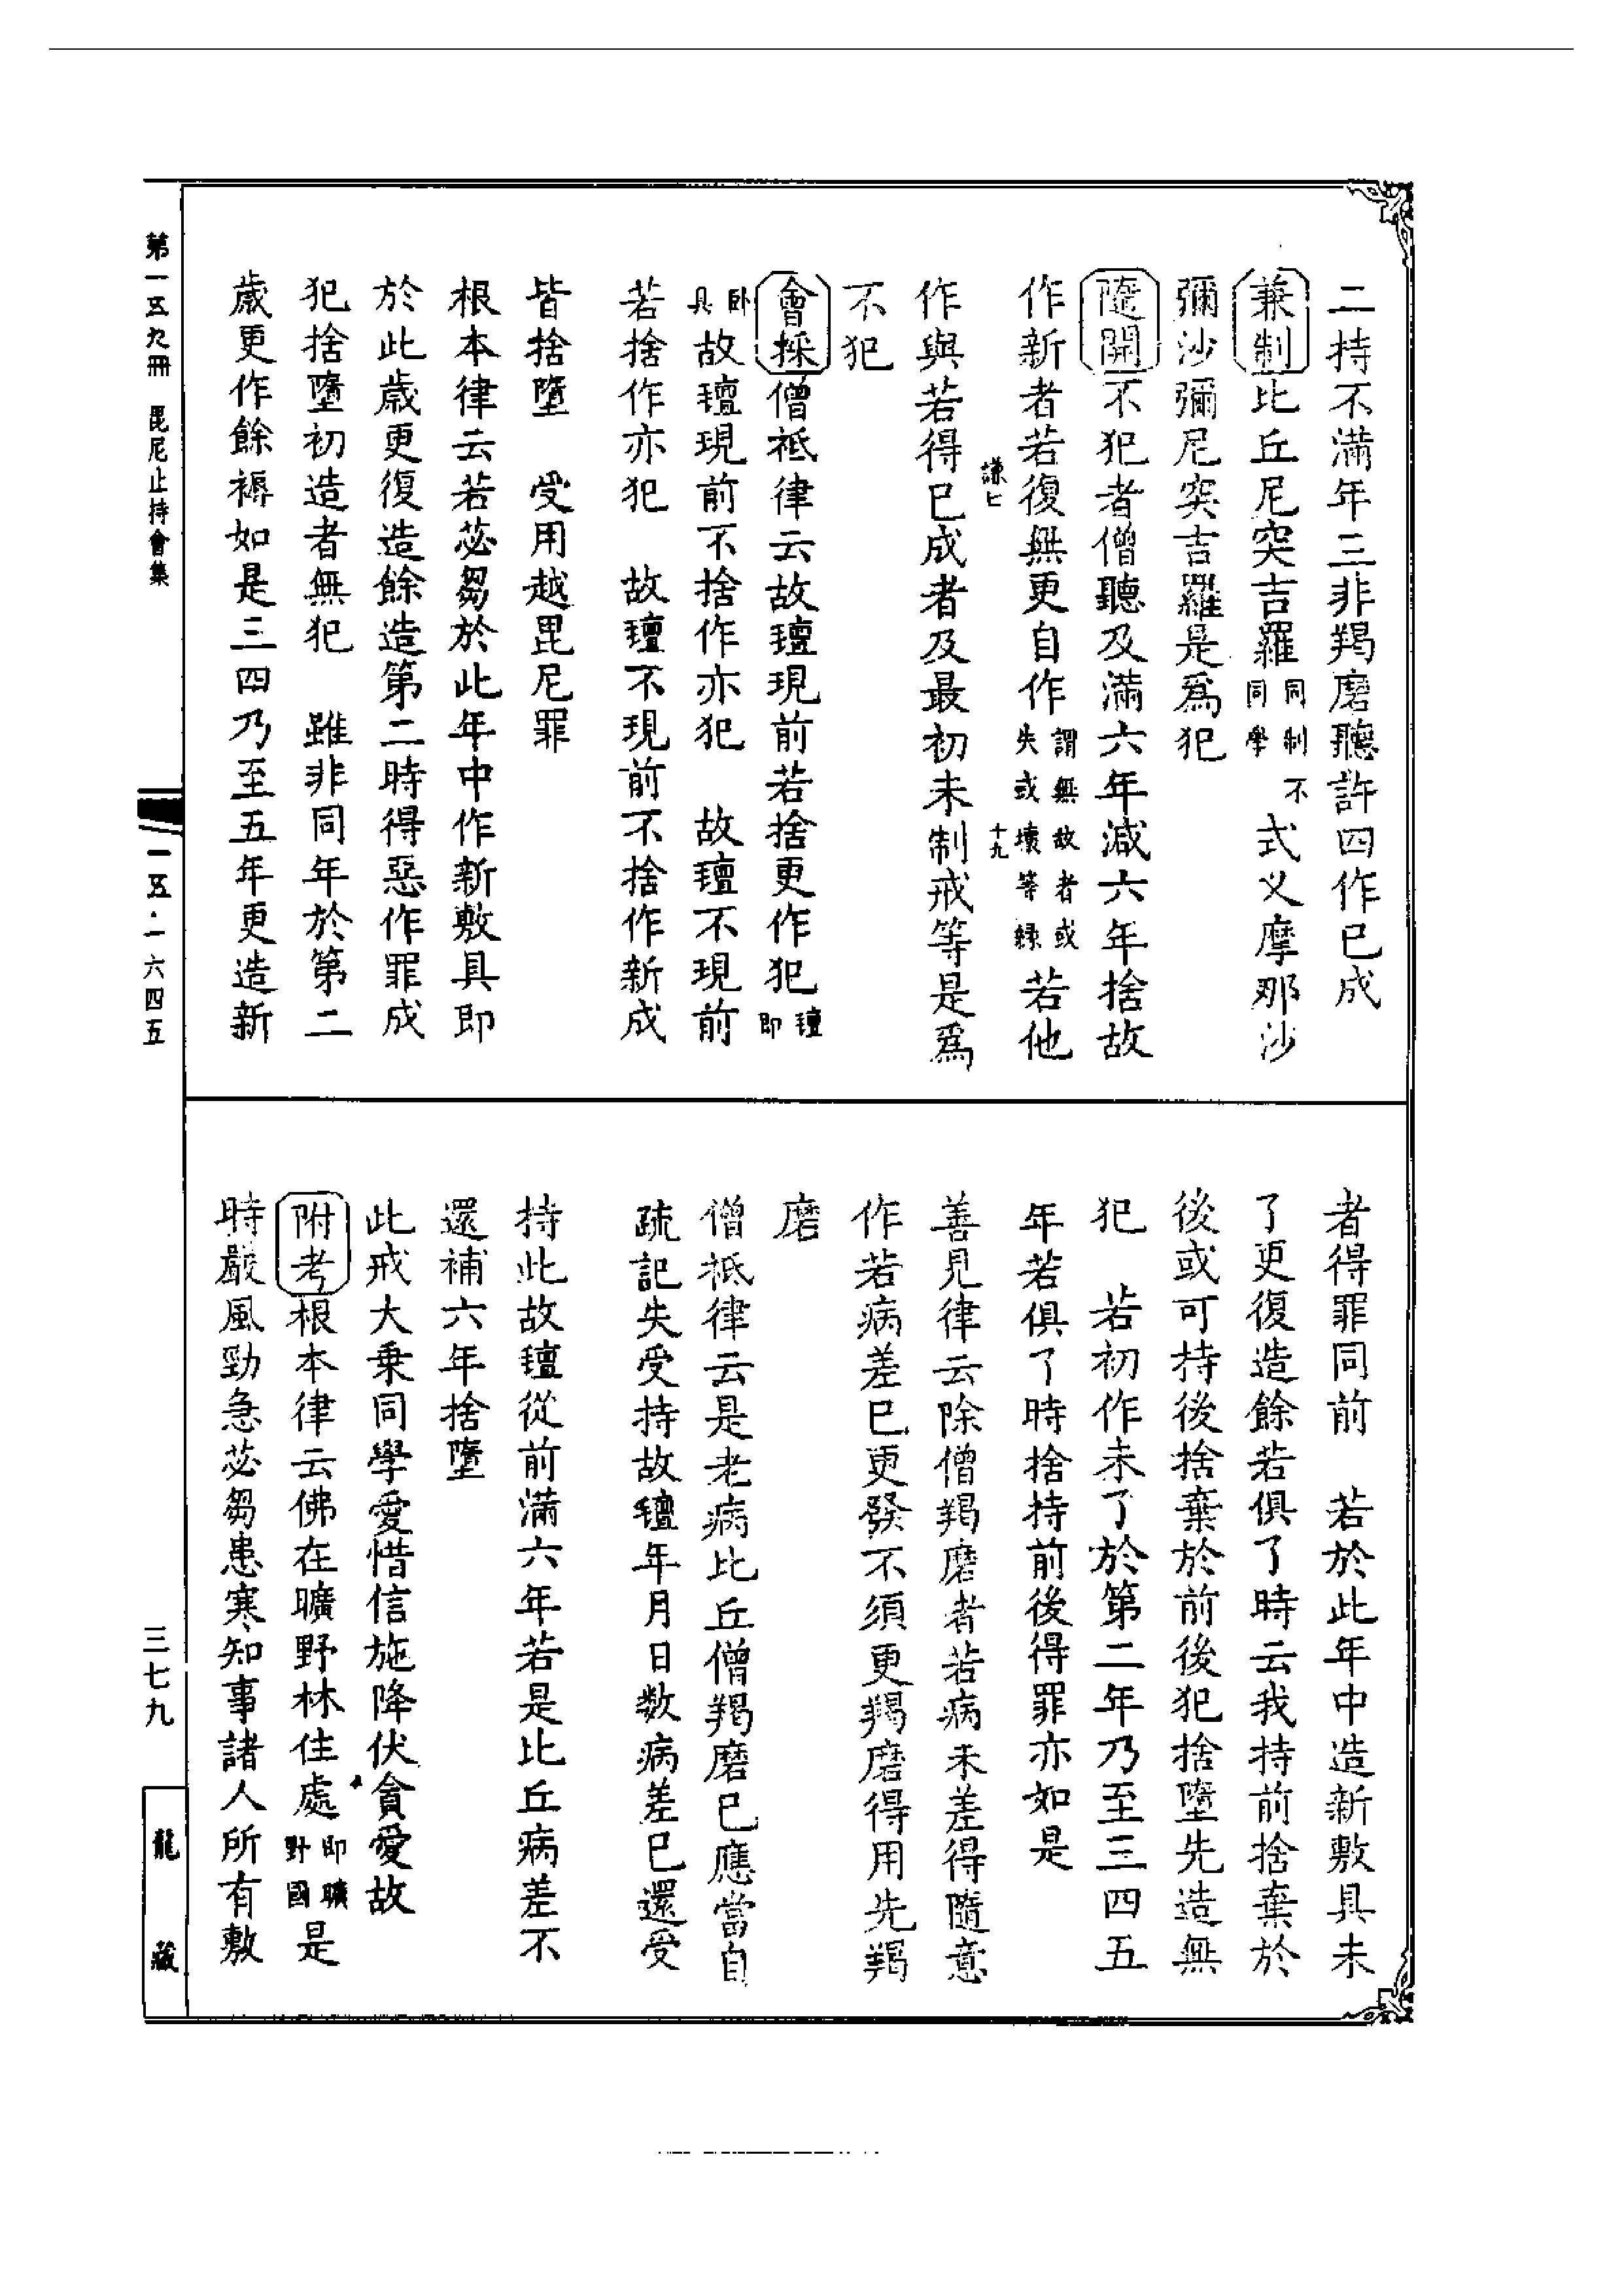 二持不滿年三非羯磨聽許四作已成
兼制比丘尼突吉羅同制不同學式义摩那沙
彌沙彌尼突吉羅是爲犯
隨開不犯者僧聽及滿六年減六年捨故
作新者若復無更自作謂無故者或失或壞等緣若他
謙七 十九
作與若得已成者及最初未制戒等是爲
不犯
會採僧祇律云故氊現前若捨更作犯氊即
臥具故氊現前不捨作亦犯 故氊不現前
若捨作亦犯 故氊不現前不捨作新成
皆捨墮 受用越毘尼罪
根本律云若苾芻於此年中作新敷具即
於此歲更復造餘造第二時得惡作罪成
犯捨墮初造者無犯 雖非同年於第二
歲更作餘褥如是三四乃至五年更造新
者得罪同前 若於此年中造新敷具未
了更復造餘若俱了時云我持前捨棄於
後或可持後捨棄於前後犯捨墮先造無
犯 若初作未了於第二年乃至三四五
年若俱了時捨持前後得罪亦如是
善見律云除僧羯磨者若病未差得隨意
作若病差已更發不須更羯磨得用先羯
磨
僧祇律云是老病比丘僧羯磨已應當自
疏記失受持故氊年月日數病差已還受
持此故氊從前滿六年若是比丘病差不
還補六年捨墮
此戒大乗同學愛惜信施降伏貪愛故
附考根本律云佛在曠野林住處即曠野國是
時嚴風勁急苾芻患寒知事諸人所有敷
第一五九冊 毘尼止持會集
一五·一六四五
三七九
龍藏